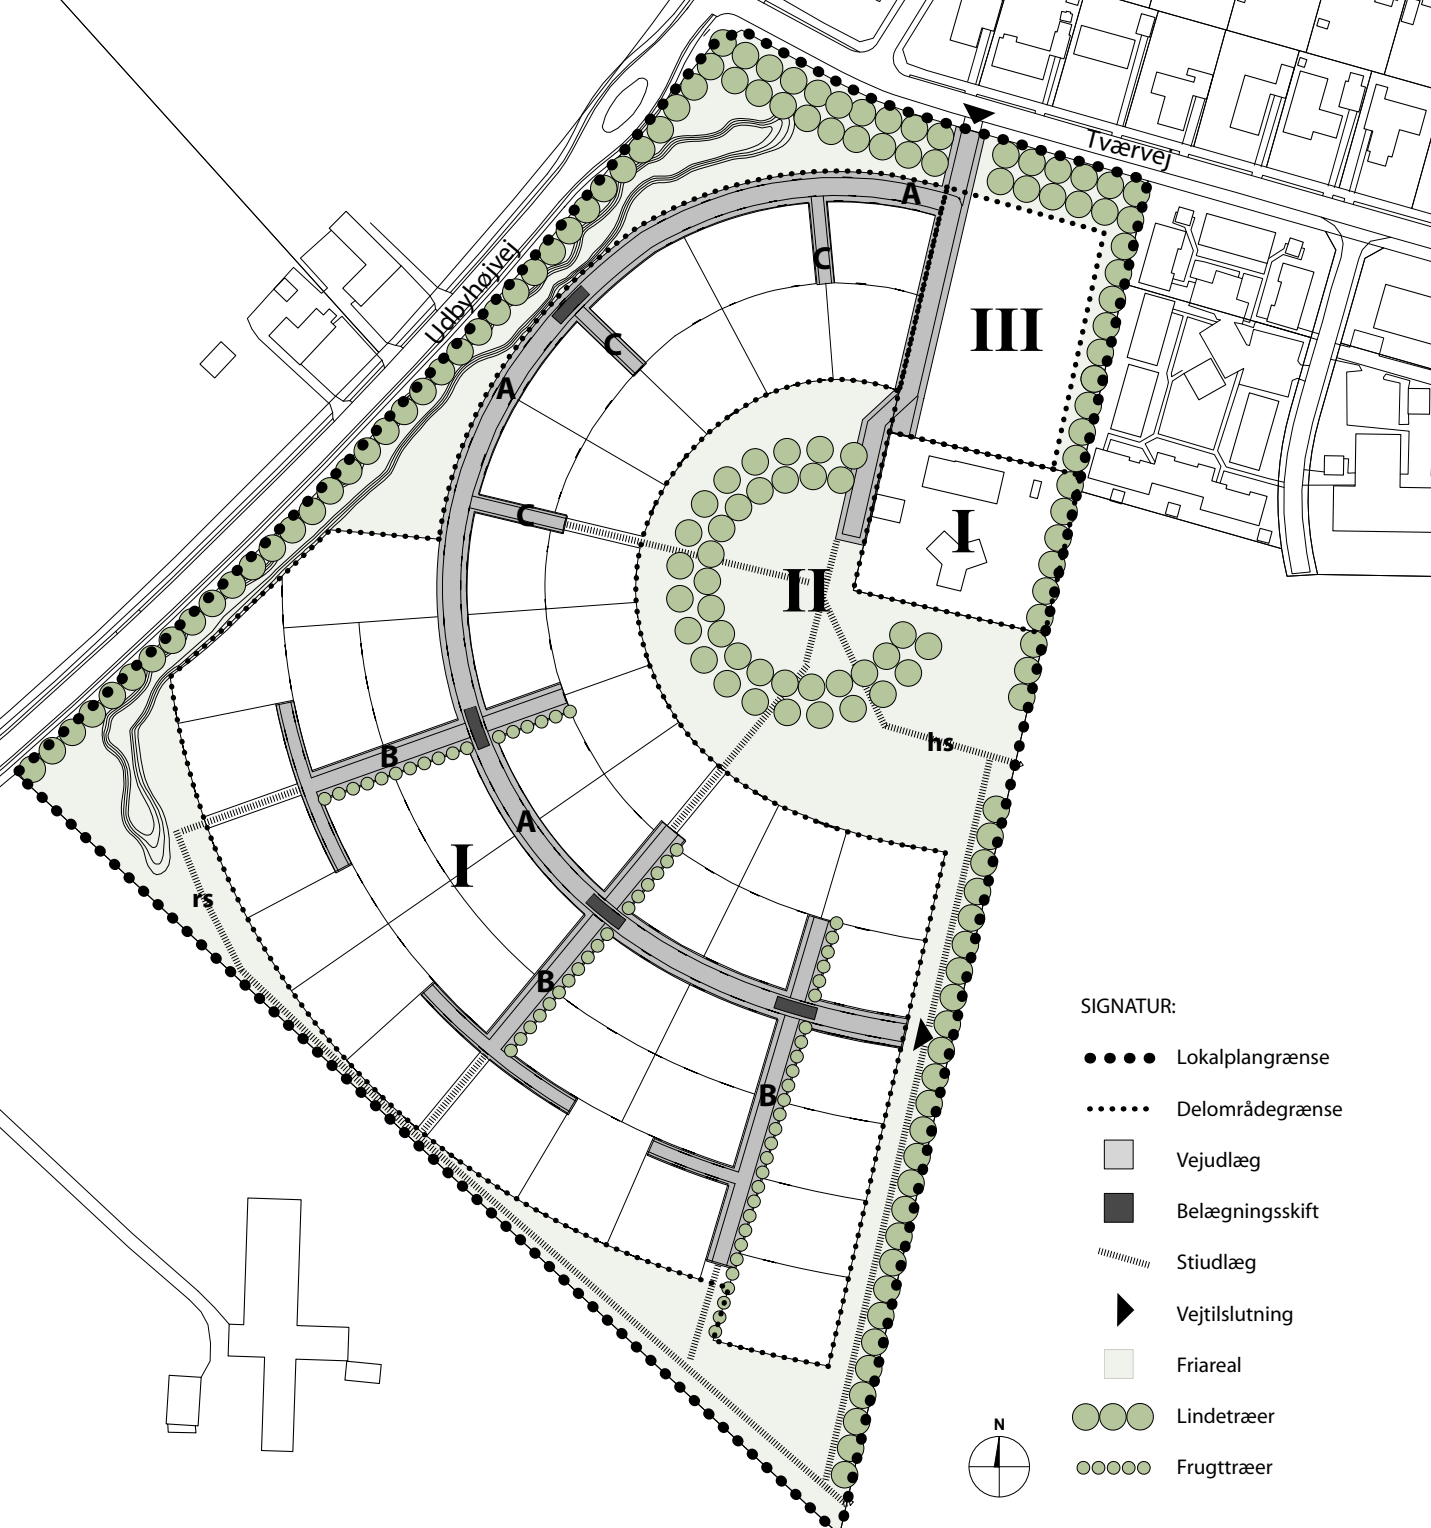 Tværvej
A
C
Udbyhøjvej
III
C
A
C
I
II
hs
B
A
I
rs
B
B
SIGNATUR:
Lokalplangrænse
Delområdegrænse
Vejudlæg
Belægningsskift
Stiudlæg
Vejtilslutning
Friareal
Lindetræer
Frugttræer
N